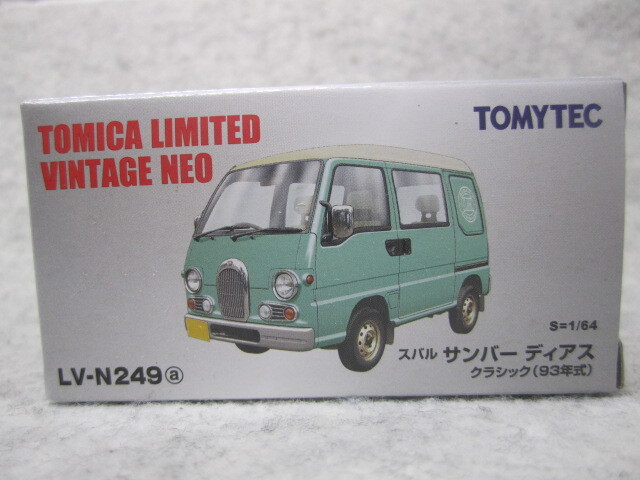 TOMICA LIMITED
VINTAGE NEO
TOMYTEC
S=1/64
スバル サンバー ディアス
クラシック(93年式)
LV-N249ⓐ